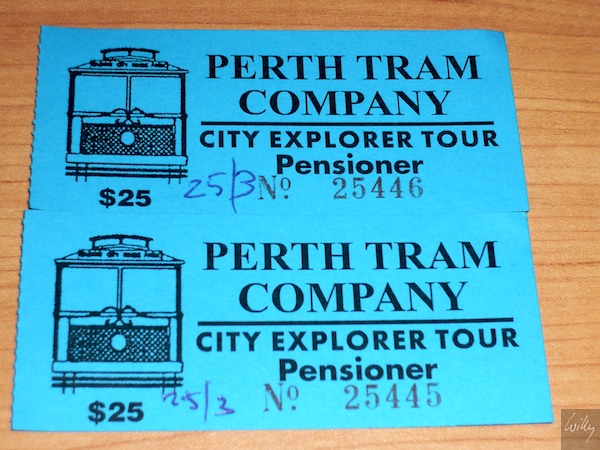 PERTH TRAM
COMPANY
CITY EXPLORER TOUR
Pensioner
$25 25/3 Nº 25446
PERTH TRAM
COMPANY
CITY EXPLORER TOUR
Pensioner
$25 25/3 Nº 25445
Willy